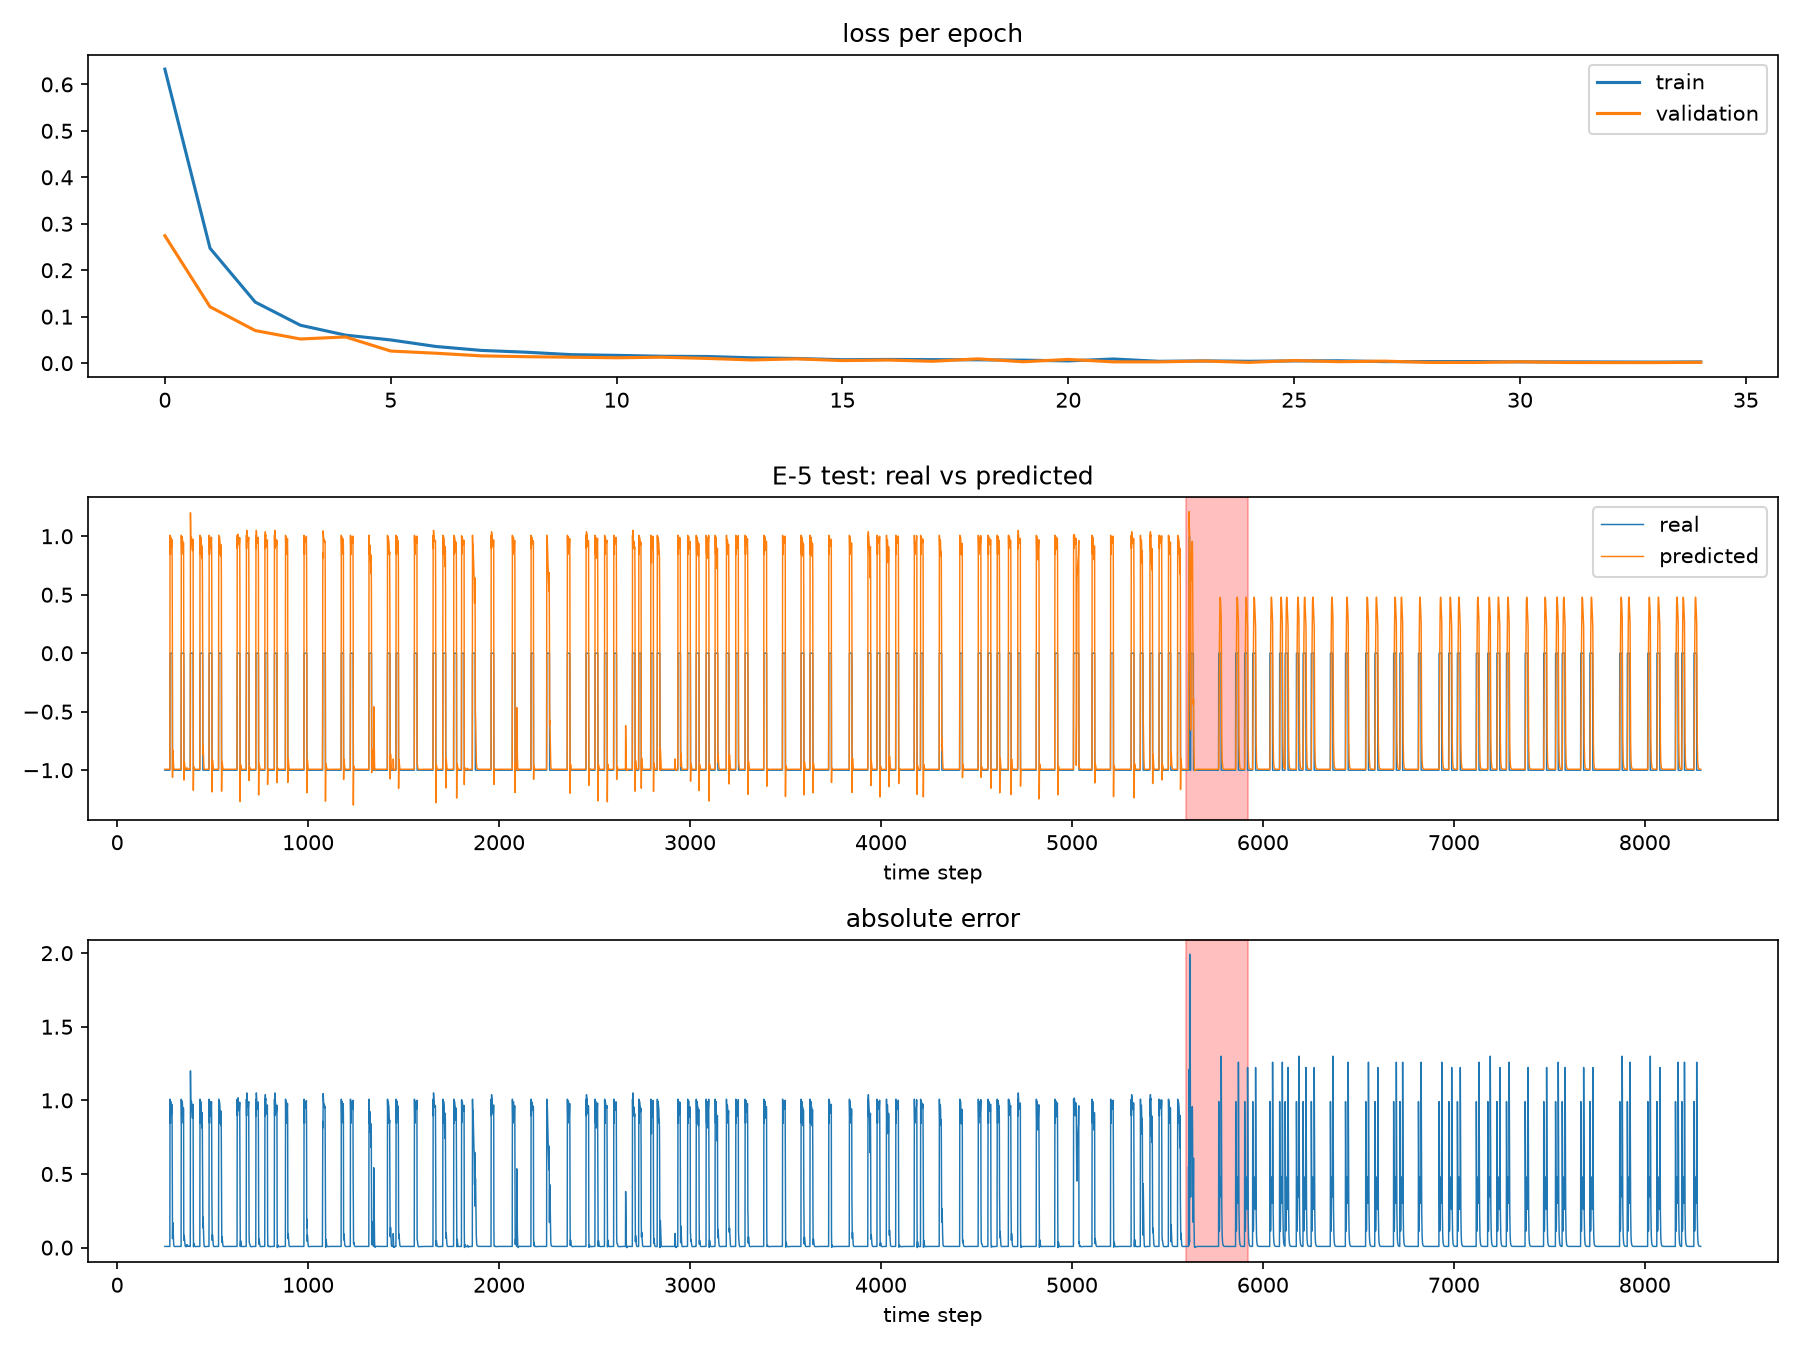 loss per epoch
train
validation
0.6
0.5
0.4
0.3
0.2
0.1
0.0
0 5 10 15 20 25 30 35
E-5 test: real vs predicted
real
predicted
1.0
0.5
0.0
−0.5
−1.0
0 1000 2000 3000 4000 5000 6000 7000 8000
time step
absolute error
2.0
1.5
1.0
0.5
0.0
0 1000 2000 3000 4000 5000 6000 7000 8000
time step